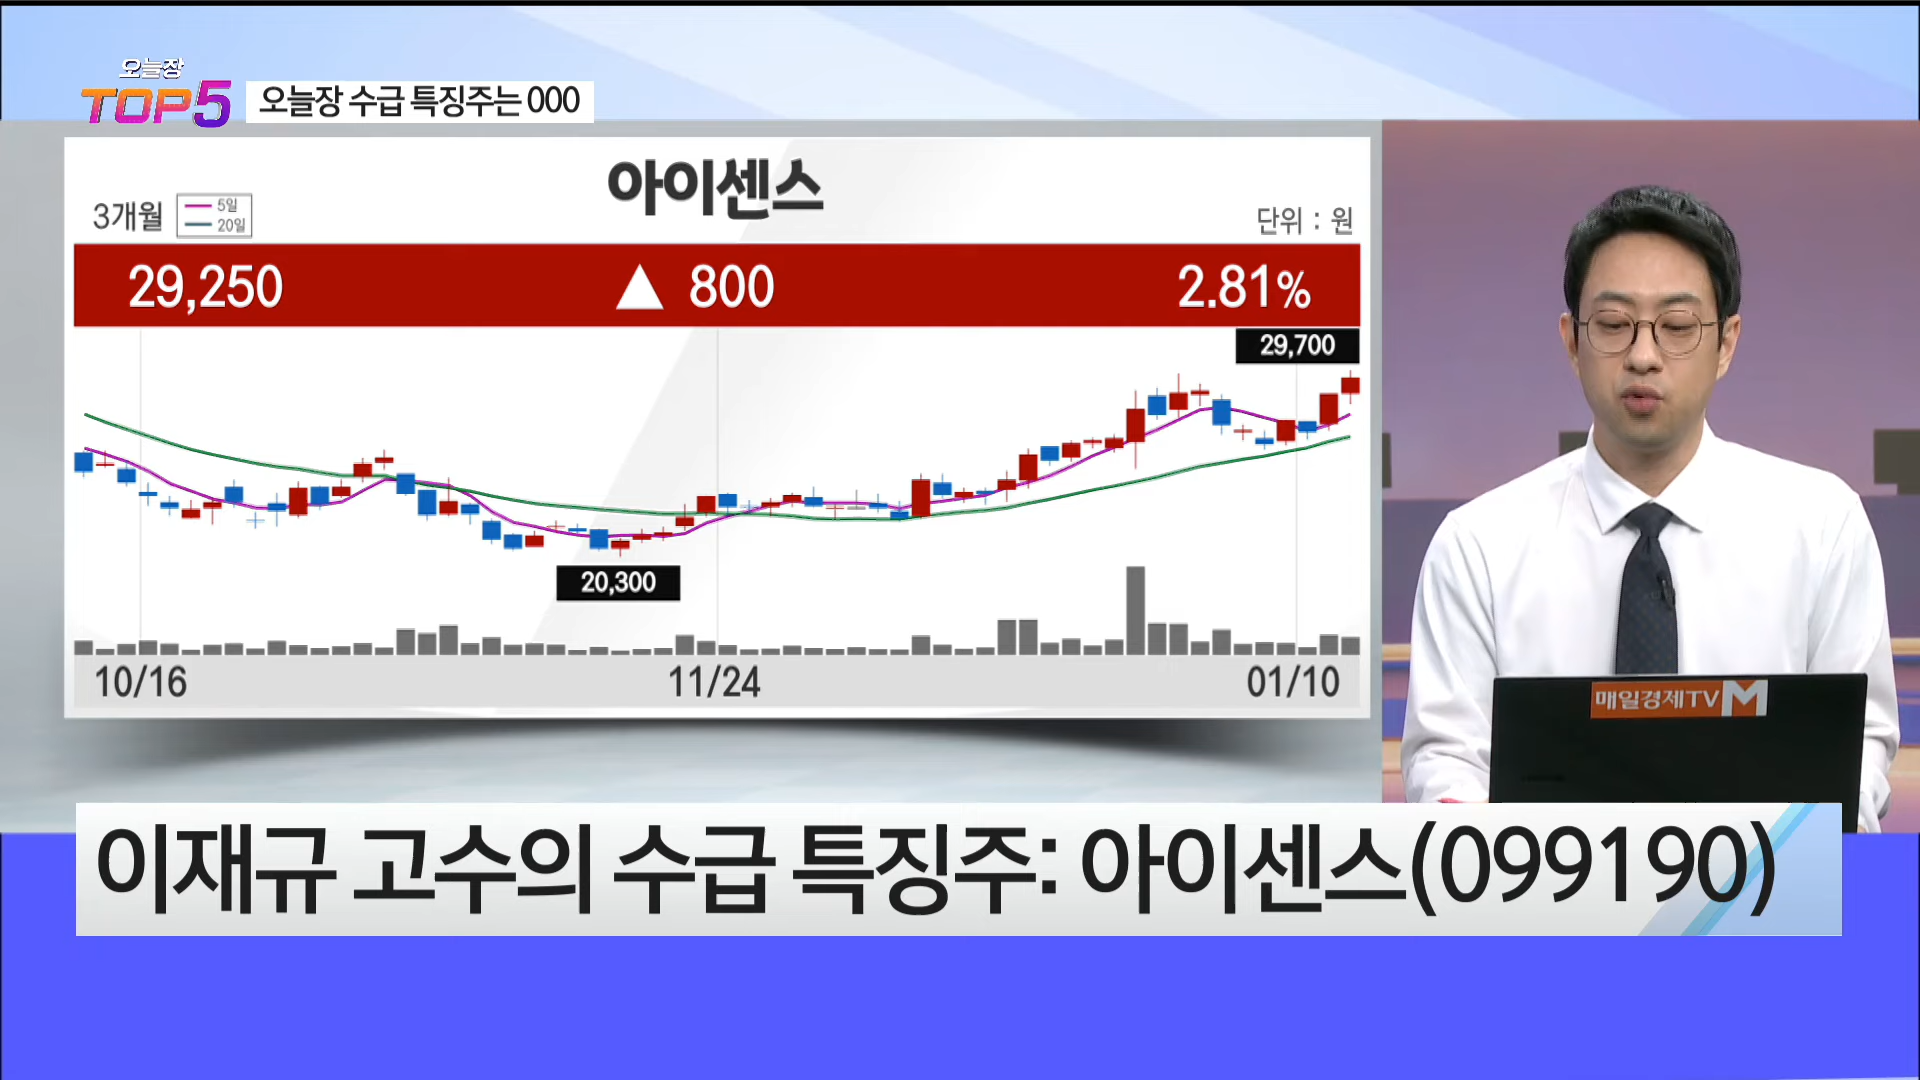 오늘장
TOP5
오늘장 수급 특징주는 000
아이센스
3개월
5일
20일
단위 : 원
29,250 ▲ 800 2.81%
29,700
20,300
10/16 11/24 01/10
매일경제TV M
이재규 고수의 수급 특징주: 아이센스(099190)